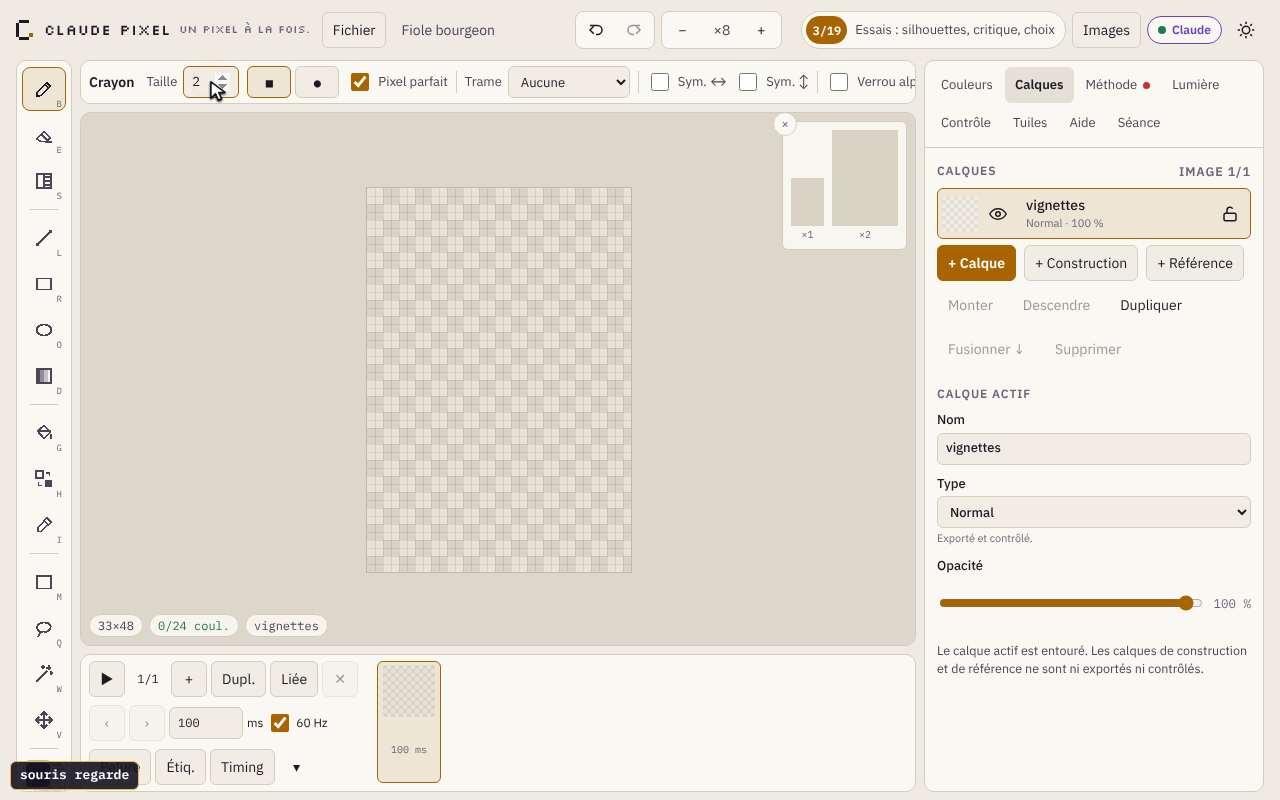 CLAUDE PIXEL UN PIXEL À LA FOIS. Fichier Fiole bourgeon − ×8 + 3/19 Essais : silhouettes, critique, choix Images Claude
Crayon Taille 2 Pixel parfait Trame Aucune Sym. ↔ Sym. ↕ Verrou alp
B
E
S
L
R
O
D
G
H
I
M
Q
W
V
×
×1 ×2
33×48 0/24 coul. vignettes
1/1 + Dupl. Liée ×
‹ › 100 ms 60 Hz
Étiq. Timing ▼
100 ms
souris regarde
Couleurs Calques Méthode Lumière
Contrôle Tuiles Aide Séance
CALQUES IMAGE 1/1
vignettes
Normal · 100 %
+ Calque + Construction + Référence
Monter Descendre Dupliquer
Fusionner ↓ Supprimer
CALQUE ACTIF
Nom
vignettes
Type
Normal
Exporté et contrôlé.
Opacité
100 %
Le calque actif est entouré. Les calques de construction
et de référence ne sont ni exportés ni contrôlés.